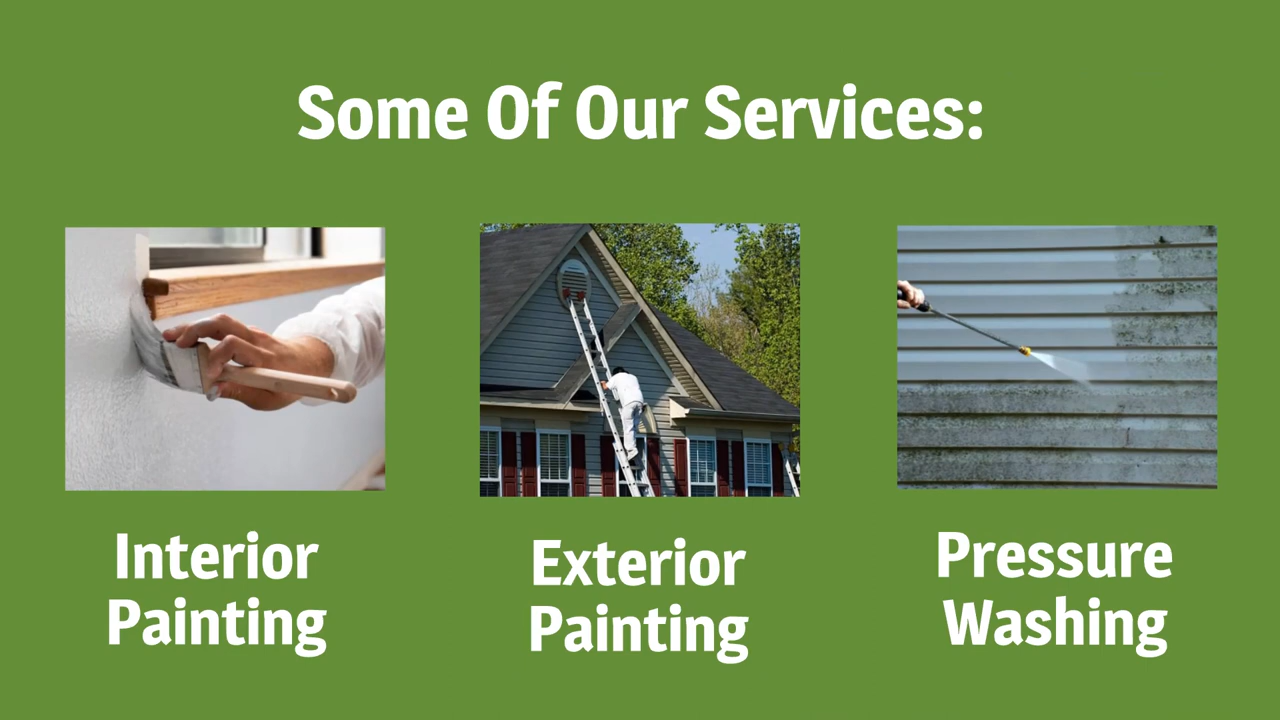 Some Of Our Services:
Interior
Painting
Exterior
Painting
Pressure
Washing